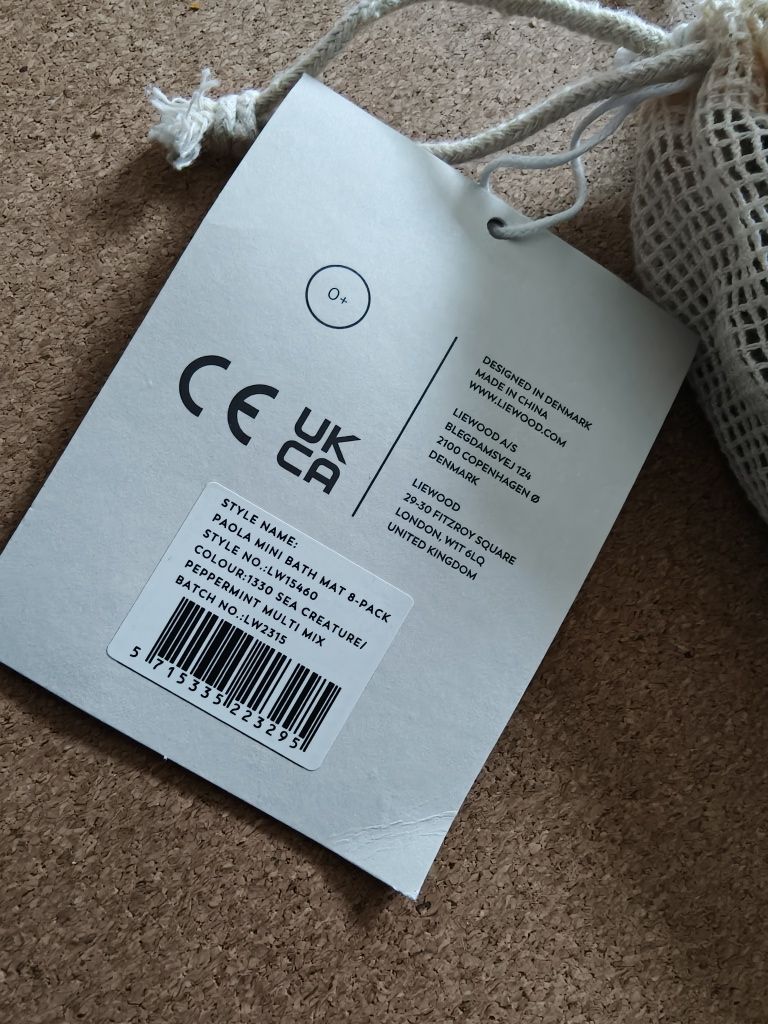 0+
CE UK
CA
DESIGNED IN DENMARK
MADE IN CHINA
WWW.LIEWOOD.COM
LIEWOOD A/S
BLEGDAMSVEJ 124
2100 COPENHAGEN Ø
DENMARK
LIEWOOD
29-30 FITZROY SQUARE
LONDON, W1T 6LQ
UNITED KINGDOM
STYLE NAME:
PAOLA MINI BATH MAT 8-PACK
STYLE NO.:LW15460
COLOUR:1330 SEA CREATURE/
PEPPERMINT MULTI MIX
BATCH NO.:LW2315
5 715335 223295